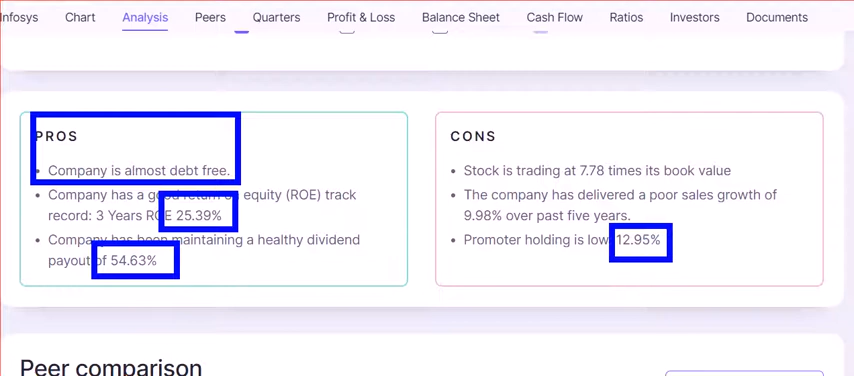 Infosys Chart Analysis Peers Quarters Profit & Loss Balance Sheet Cash Flow Ratios Investors Documents
PROS
• Company is almost debt free.
• Company has a good return on equity (ROE) track
record: 3 Years ROE 25.39%
• Company has been maintaining a healthy dividend
payout of 54.63%
CONS
• Stock is trading at 7.78 times its book value
• The company has delivered a poor sales growth of
9.98% over past five years.
• Promoter holding is low: 12.95%
Peer comparison